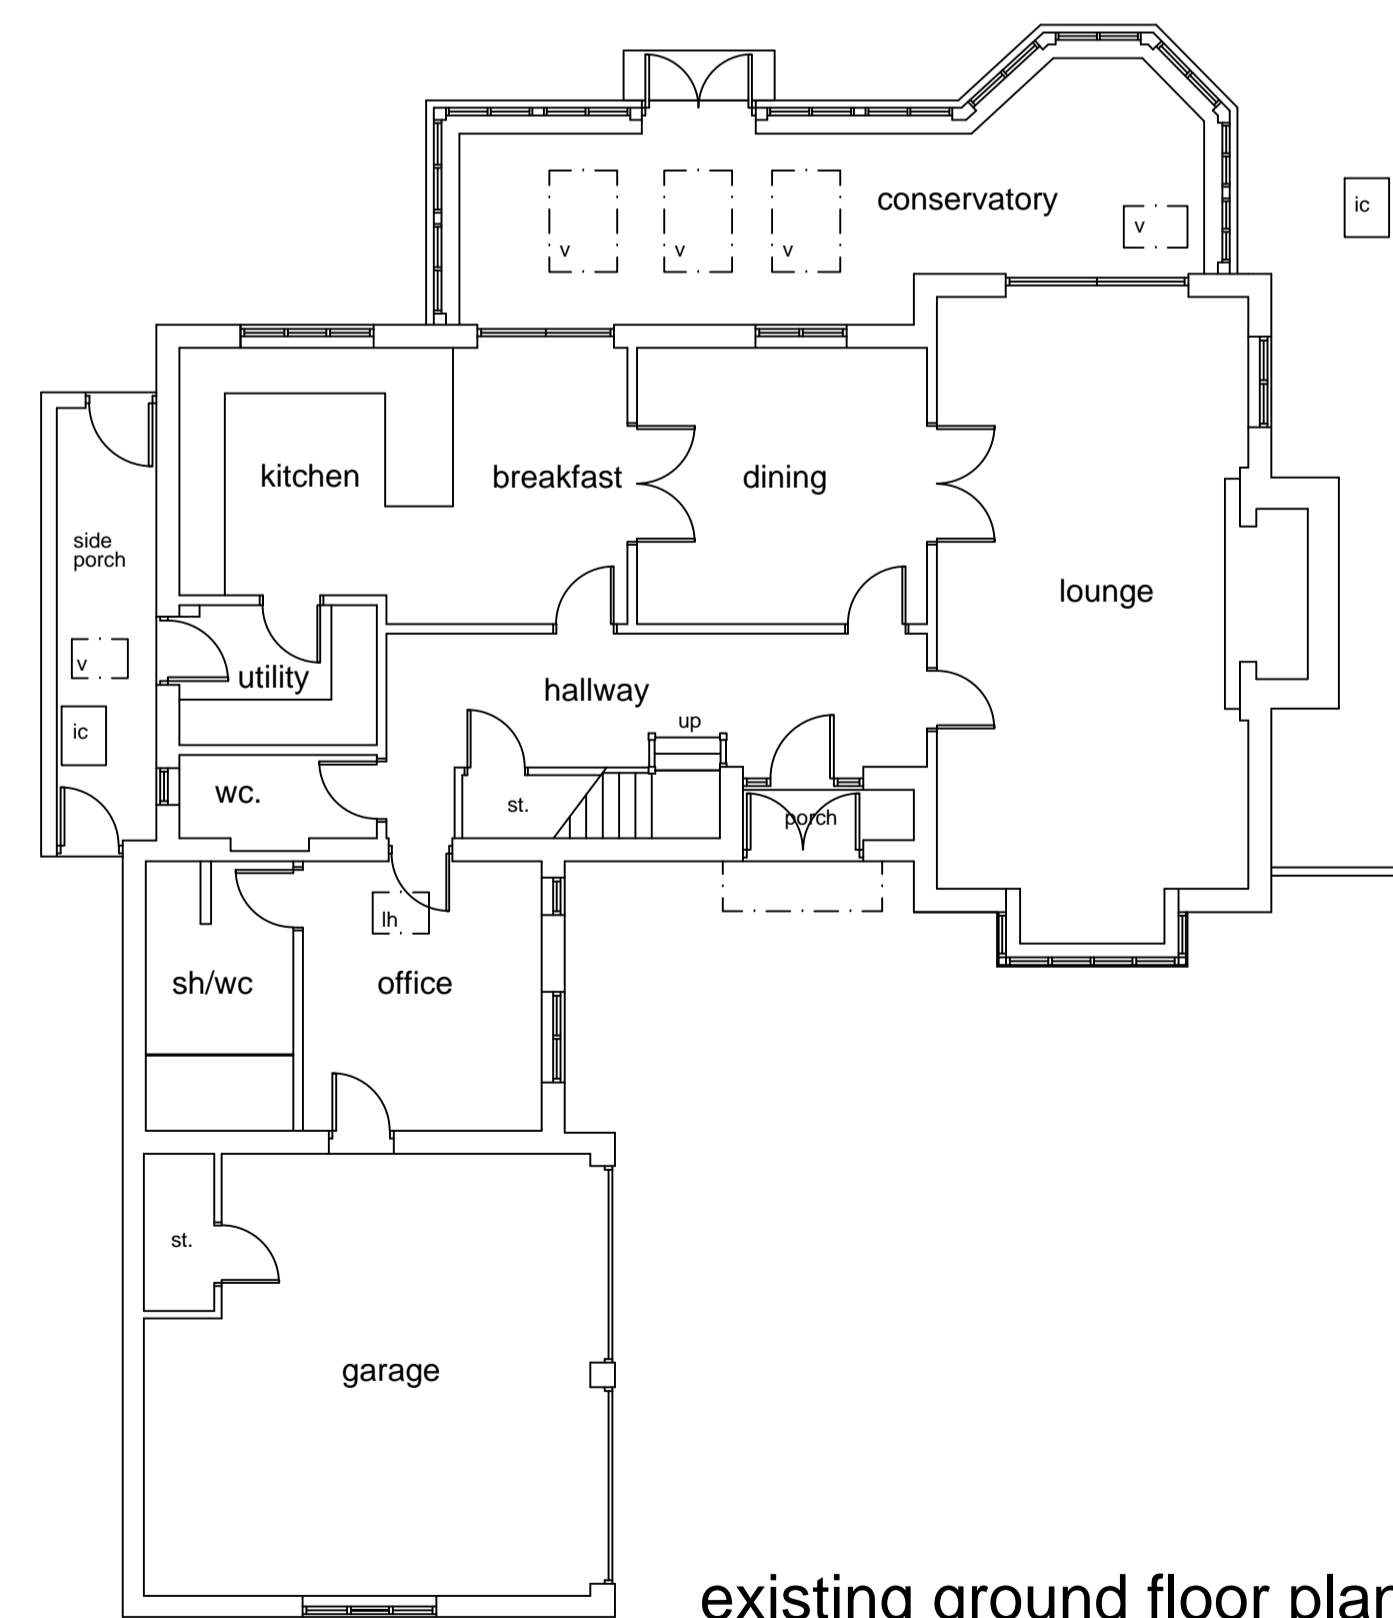 conservatory
ic
v
v
v
v
kitchen
breakfast
dining
side
porch
lounge
v
utility
hallway
up
ic
wc.
st.
porch
lh
sh/wc
office
st.
garage
existing ground floor plan